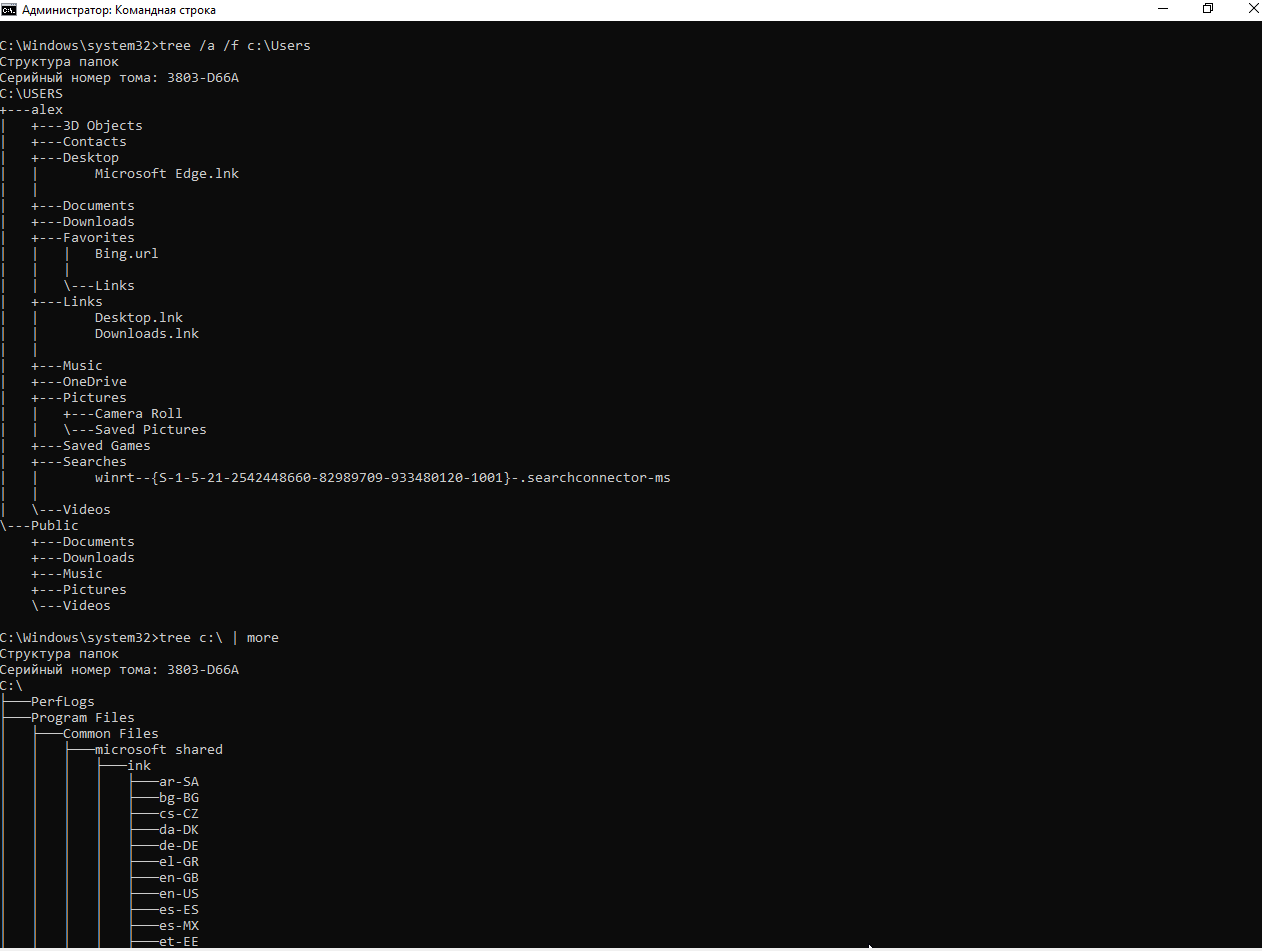 Администратор: Командная строка
C:\Windows\system32>tree /a /f c:\Users
Структура папок
Серийный номер тома: 3803-D66A
C:\USERS
+---alex
|   +---3D Objects
|   +---Contacts
|   +---Desktop
|   |       Microsoft Edge.lnk
|   |
|   +---Documents
|   +---Downloads
|   +---Favorites
|   |   |   Bing.url
|   |   |
|   |   \---Links
|   +---Links
|   |       Desktop.lnk
|   |       Downloads.lnk
|   |
|   +---Music
|   +---OneDrive
|   +---Pictures
|   |   +---Camera Roll
|   |   \---Saved Pictures
|   +---Saved Games
|   +---Searches
|   |       winrt--{S-1-5-21-2542448660-82989709-933480120-1001}-.searchconnector-ms
|   |
|   \---Videos
\---Public
    +---Documents
    +---Downloads
    +---Music
    +---Pictures
    \---Videos
C:\Windows\system32>tree c:\ | more
Структура папок
Серийный номер тома: 3803-D66A
C:\
├───PerfLogs
├───Program Files
│   ├───Common Files
│   │   ├───microsoft shared
│   │   │   ├───ink
│   │   │   │   ├───ar-SA
│   │   │   │   ├───bg-BG
│   │   │   │   ├───cs-CZ
│   │   │   │   ├───da-DK
│   │   │   │   ├───de-DE
│   │   │   │   ├───el-GR
│   │   │   │   ├───en-GB
│   │   │   │   ├───en-US
│   │   │   │   ├───es-ES
│   │   │   │   ├───es-MX
│   │   │   │   ├───et-EE